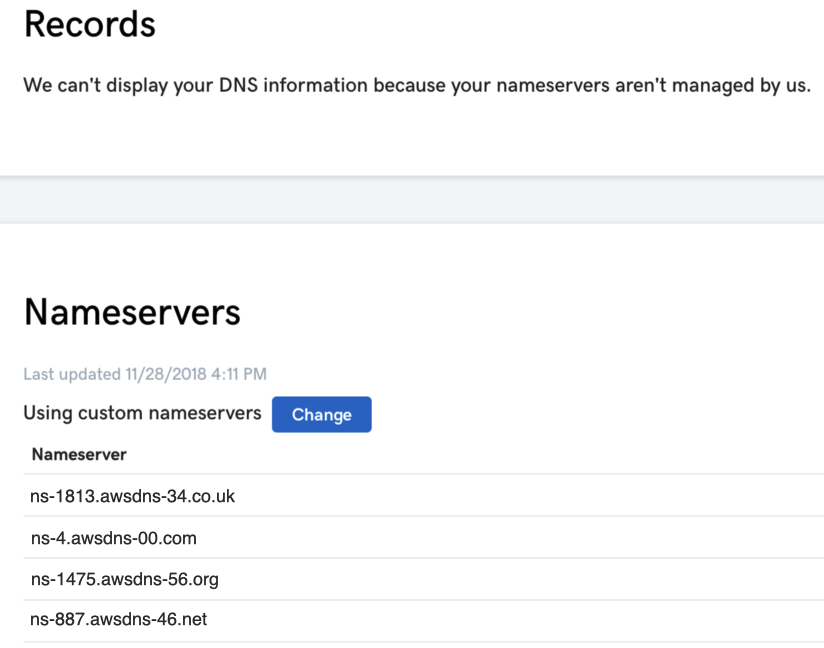 Records
We can't display your DNS information because your nameservers aren't managed by us.
Nameservers
Last updated 11/28/2018 4:11 PM
Using custom nameservers Change
Nameserver
ns-1813.awsdns-34.co.uk
ns-4.awsdns-00.com
ns-1475.awsdns-56.org
ns-887.awsdns-46.net